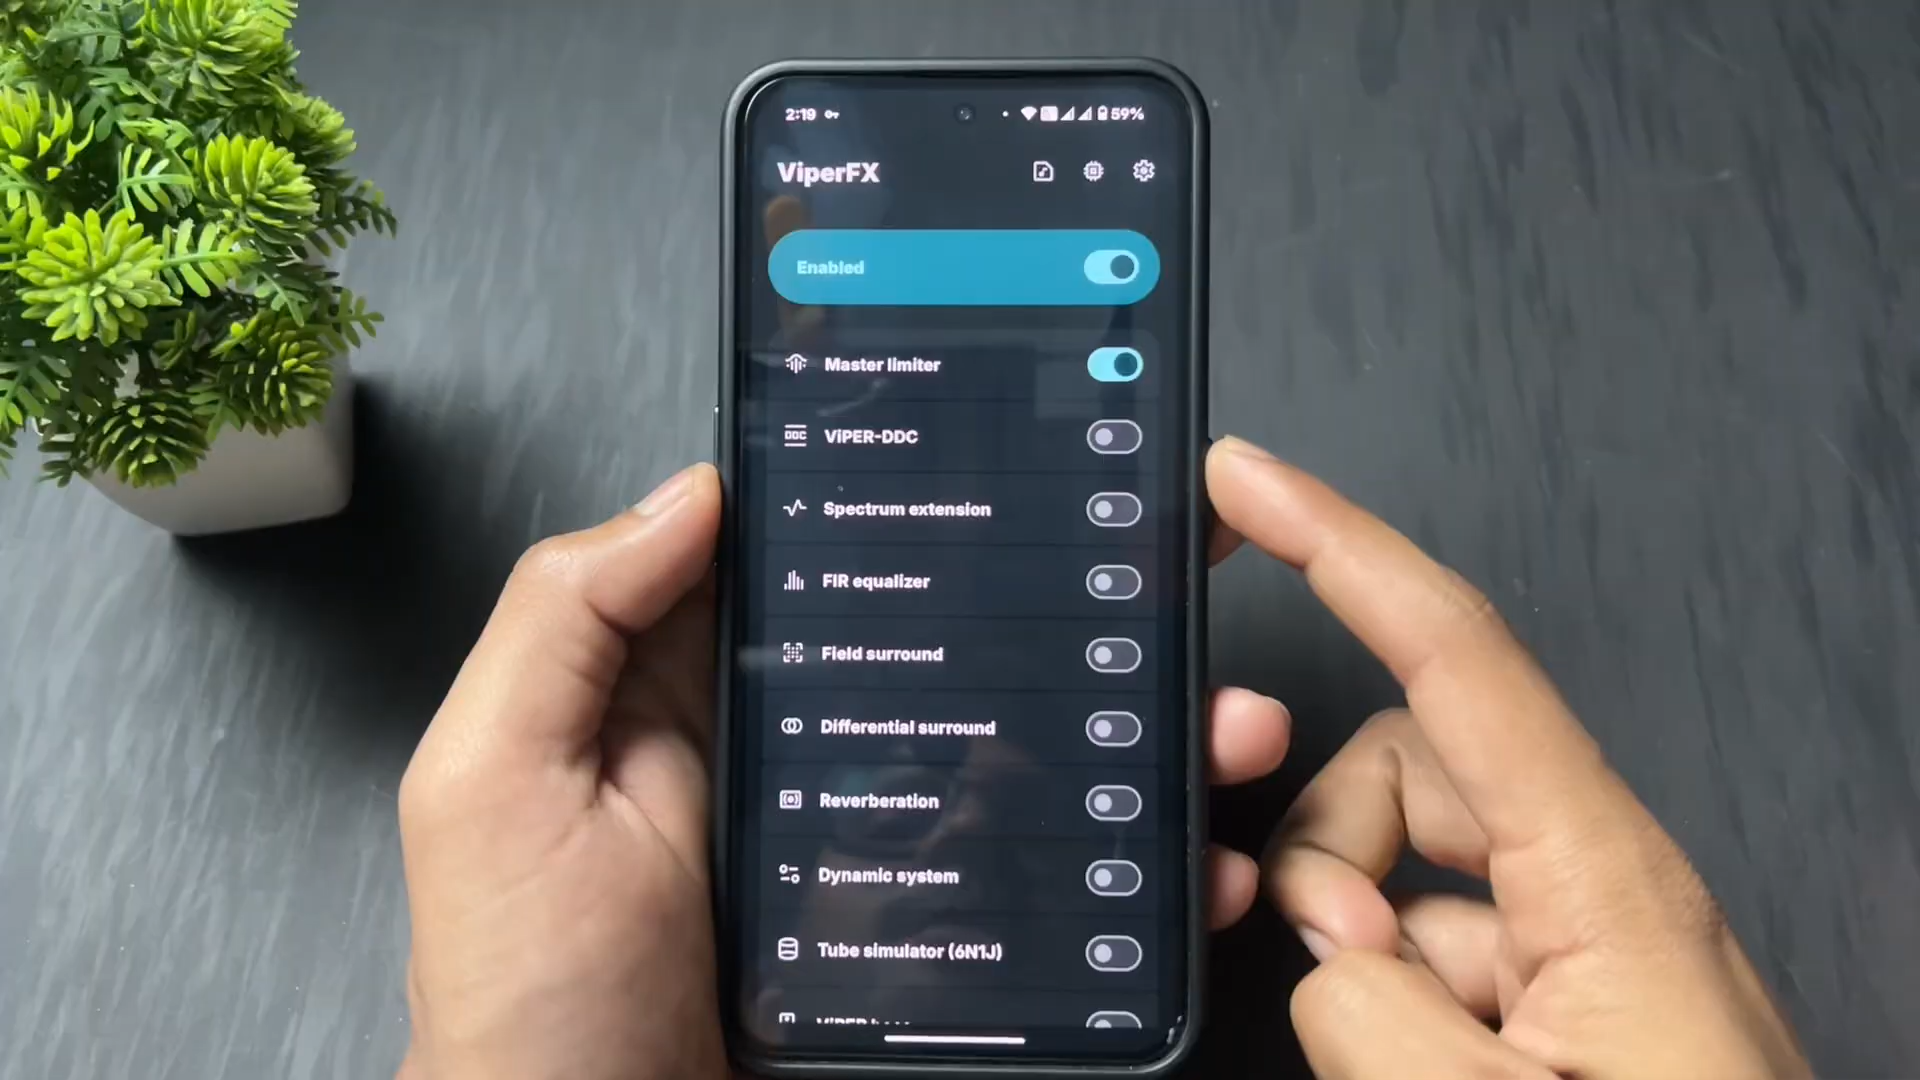 2:19 59%
ViperFX
Enabled
Master limiter
DDC ViPER-DDC
Spectrum extension
FIR equalizer
Field surround
Differential surround
Reverberation
Dynamic system
Tube simulator (6N1J)